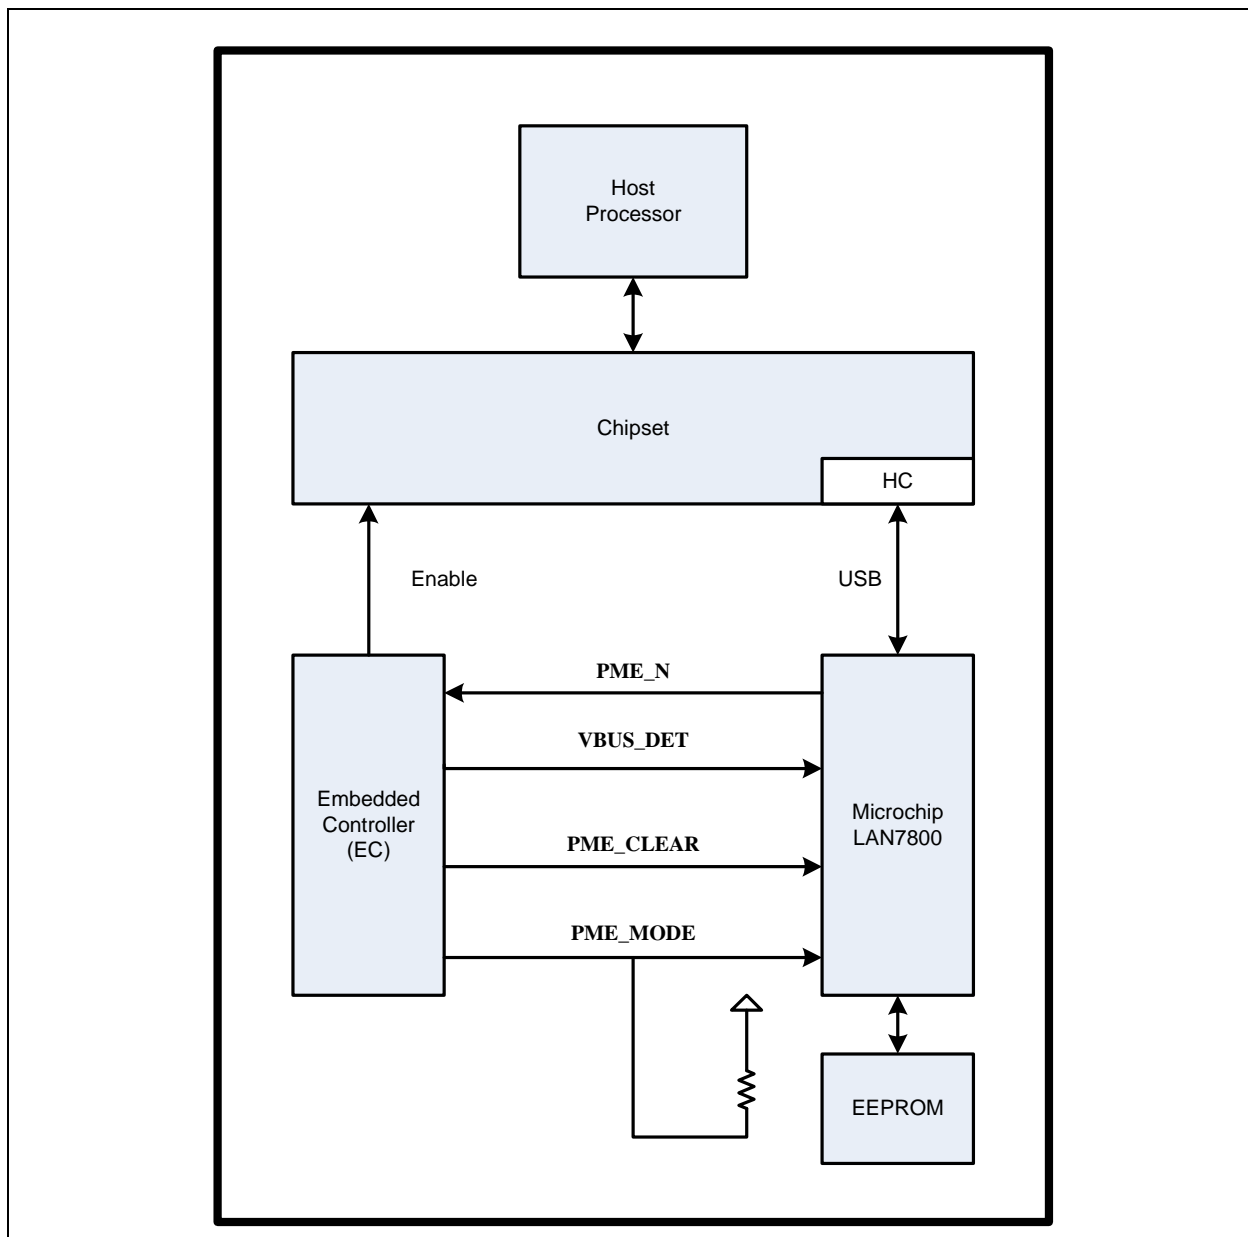 Host
Processor
Chipset
HC
Enable
USB
PME_N
VBUS_DET
Embedded
Controller
(EC)
Microchip
LAN7800
PME_CLEAR
PME_MODE
EEPROM